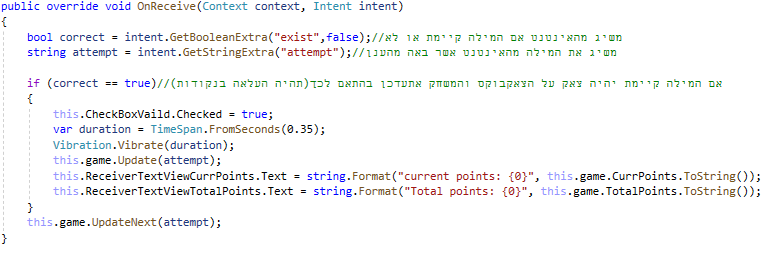 public override void OnReceive(Context context, Intent intent)
{
bool correct = intent.GetBooleanExtra("exist",false);//משיג מהאינטנט אם המילה קיימת או לא
string attempt = intent.GetStringExtra("attempt");//משיג את המילה מהאינטנט אשר באה מהענן
if (correct == true)//אם המילה קיימת יהיה צאק על הצאקבוקס והמשחק אתעדכן בהתאם לכך(תהיה העלאה בנקודות)
{
this.CheckBoxVaild.Checked = true;
var duration = TimeSpan.FromSeconds(0.35);
Vibration.Vibrate(duration);
this.game.Update(attempt);
this.ReceiverTextViewCurrPoints.Text = string.Format("current points: {0}", this.game.CurrPoints.ToString());
this.ReceiverTextViewTotalPoints.Text = string.Format("Total points: {0}", this.game.TotalPoints.ToString());
}
this.game.UpdateNext(attempt);
}